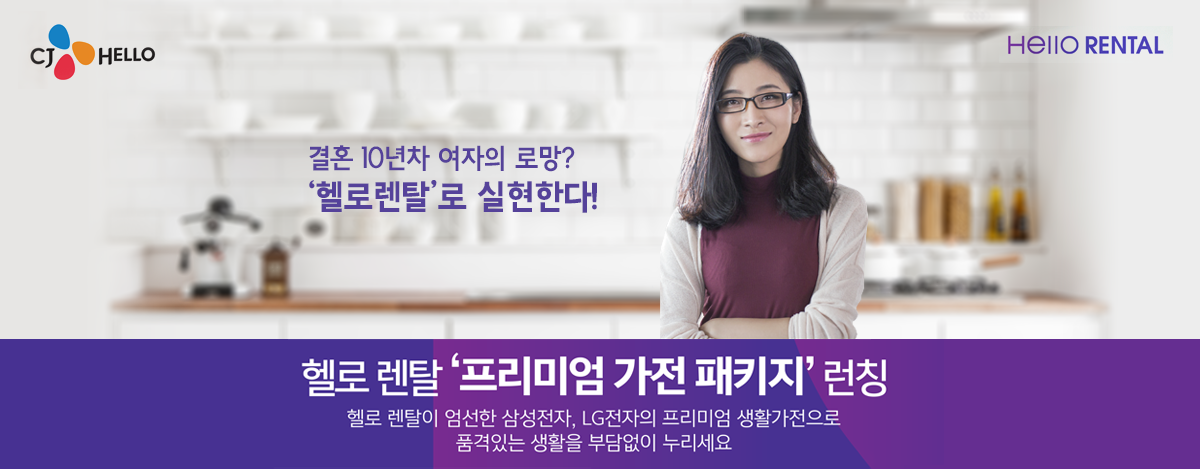 CJ HELLO
Hello RENTAL
결혼 10년차 여자의 로망?
‘헬로렌탈’로 실현한다!
헬로 렌탈 ‘프리미엄 가전 패키지’ 런칭
헬로 렌탈이 엄선한 삼성전자, LG전자의 프리미엄 생활가전으로
품격있는 생활을 부담없이 누리세요